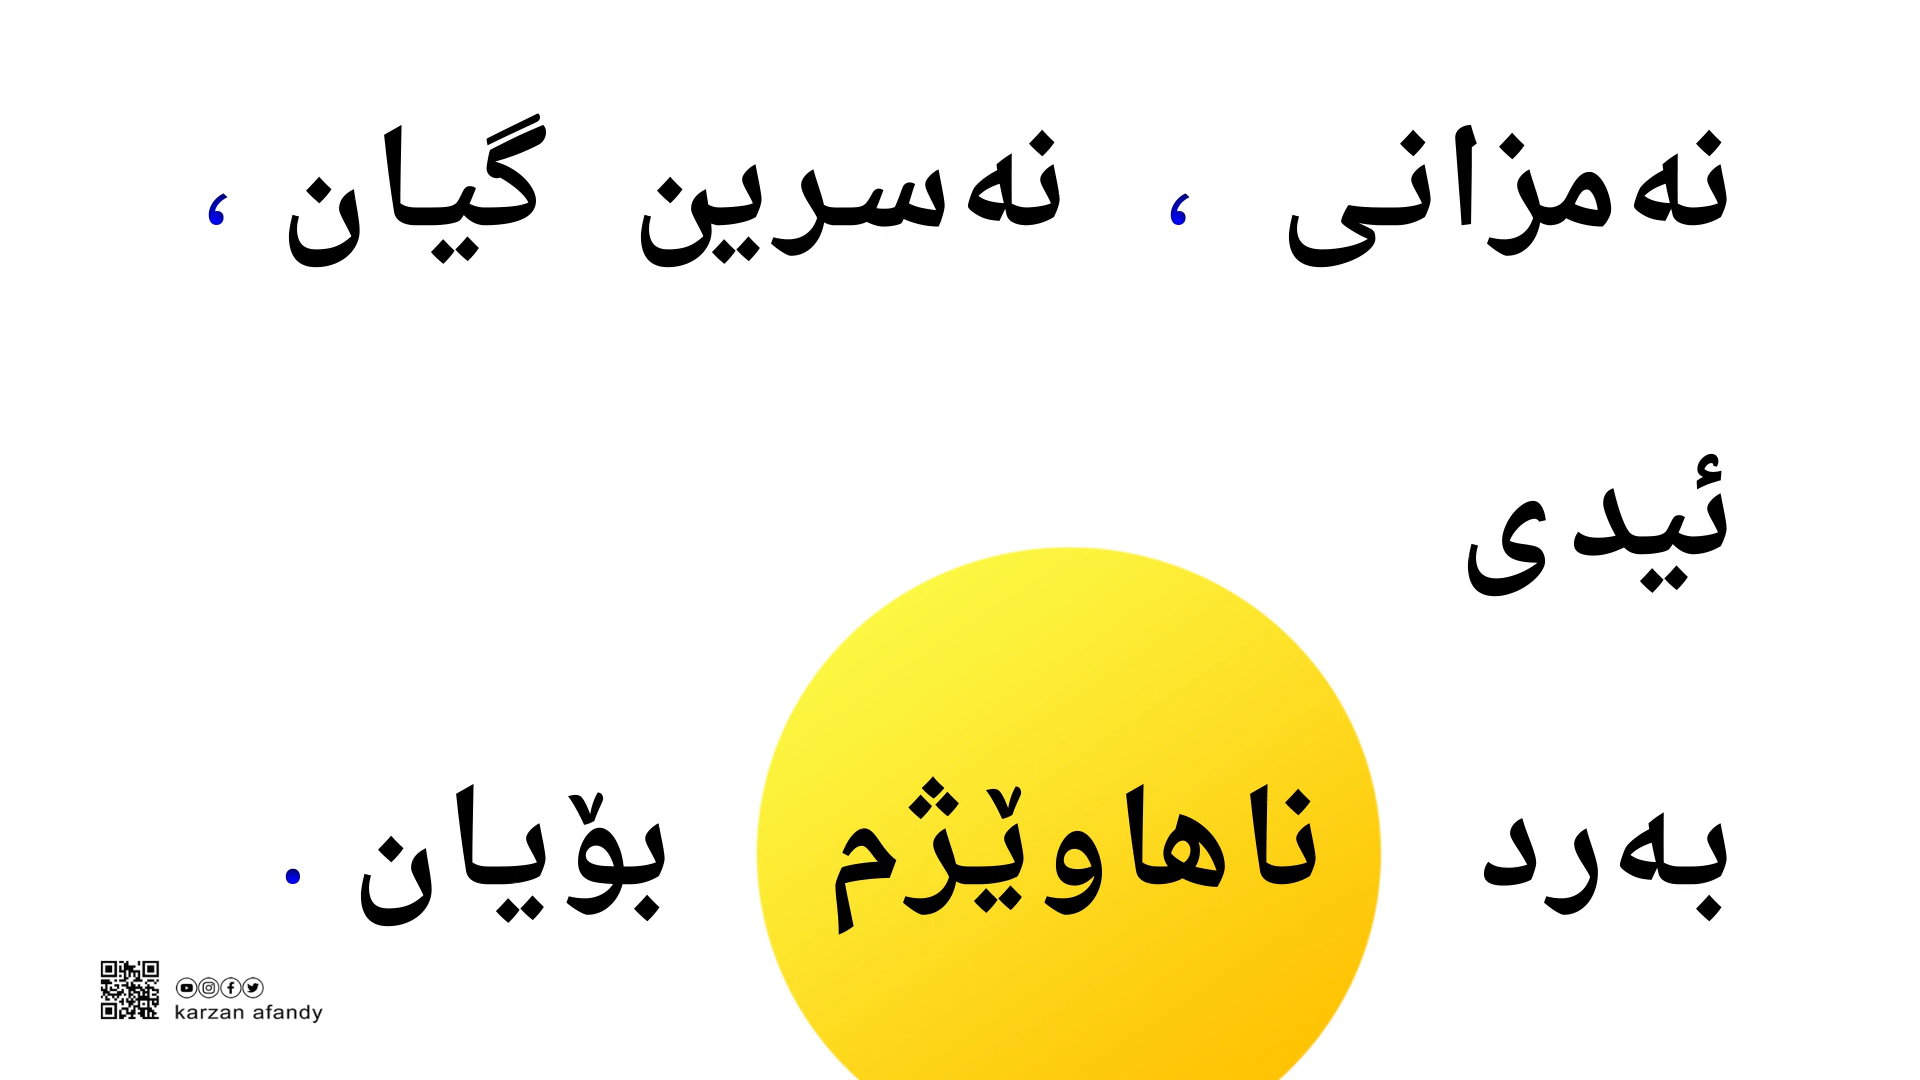 نەمزانی ، نەسرین گیان ،
ئیدی
بەرد ناهاوێژم بۆیان .
karzan afandy